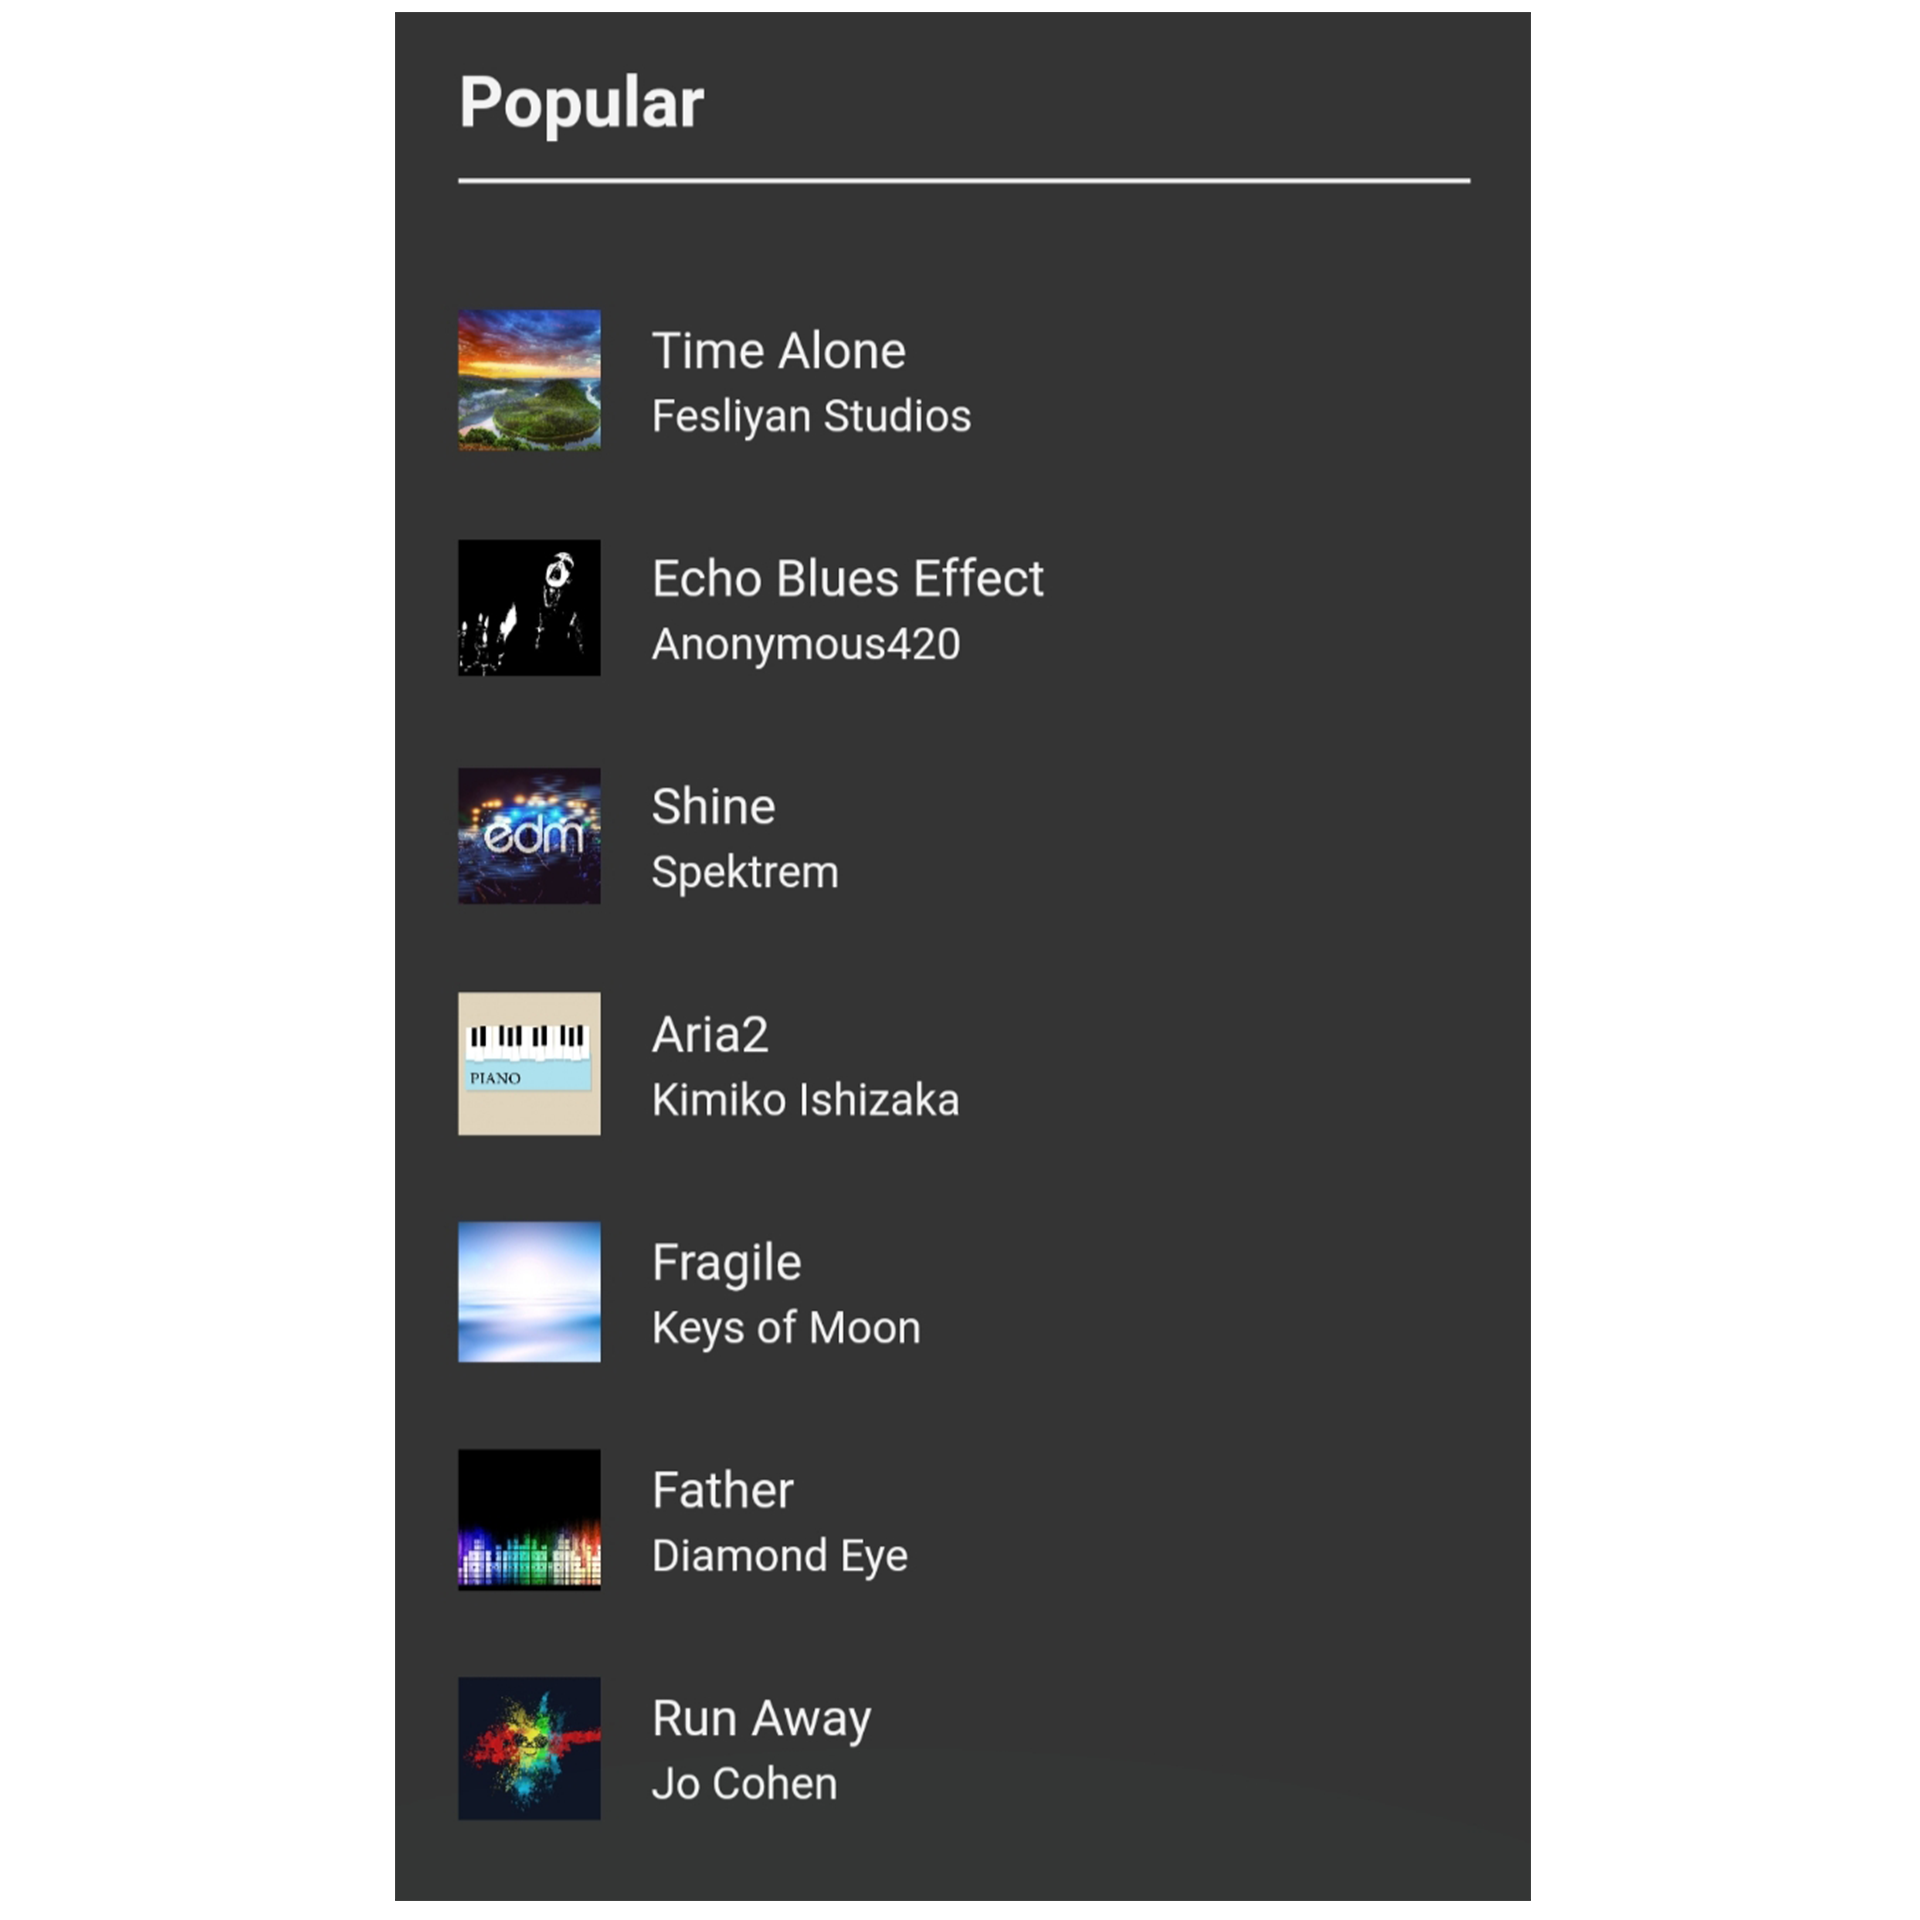 Popular
Time Alone
Fesliyan Studios
Echo Blues Effect
Anonymous420
edm
Shine
Spektrem
PIANO
Aria2
Kimiko Ishizaka
Fragile
Keys of Moon
Father
Diamond Eye
Run Away
Jo Cohen